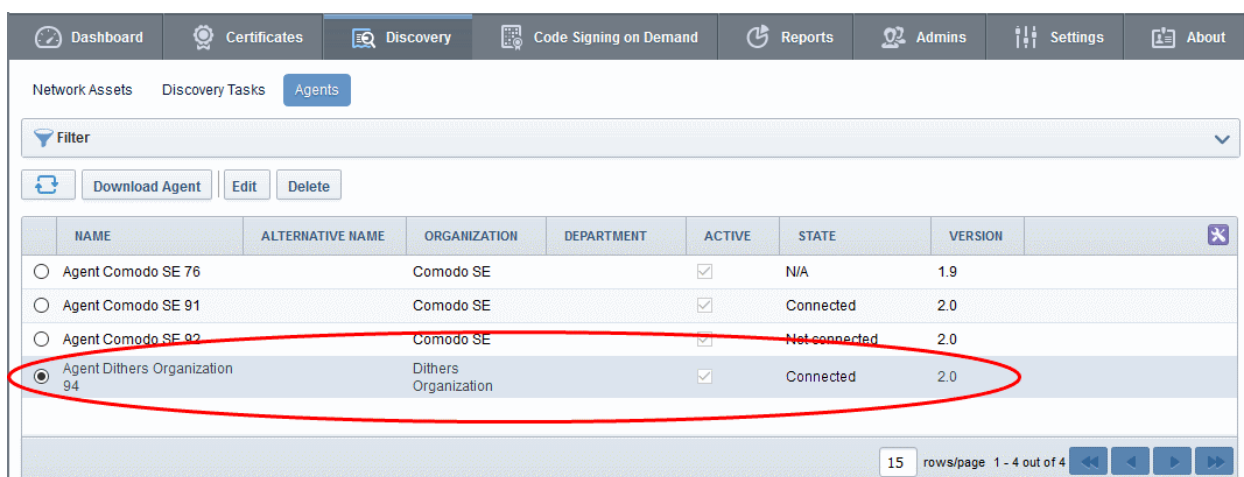 Dashboard Certificates Discovery Code Signing on Demand Reports Admins Settings About
Network Assets Discovery Tasks Agents
Filter
Download Agent Edit Delete
NAME ALTERNATIVE NAME ORGANIZATION DEPARTMENT ACTIVE STATE VERSION
Agent Comodo SE 76 Comodo SE N/A 1.9
Agent Comodo SE 91 Comodo SE Connected 2.0
Agent Comodo SE 92 Comodo SE Not connected 2.0
Agent Dithers Organization Dithers Connected 2.0
94 Organization
15 rows/page 1 - 4 out of 4